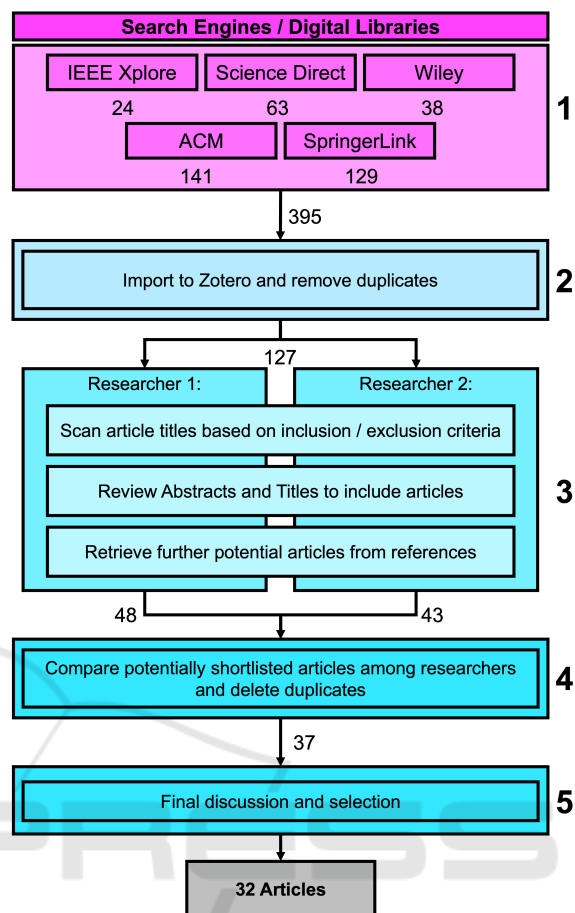 Search Engines / Digital Libraries
IEEE Xplore Science Direct Wiley
24 63 38
1
ACM SpringerLink
141 129
395
Import to Zotero and remove duplicates
2
127
Researcher 1: Researcher 2:
Scan article titles based on inclusion / exclusion criteria
Review Abstracts and Titles to include articles
3
Retrieve further potential articles from references
48 43
Compare potentially shortlisted articles among researchers
and delete duplicates
4
37
Final discussion and selection
5
32 Articles
PRESS